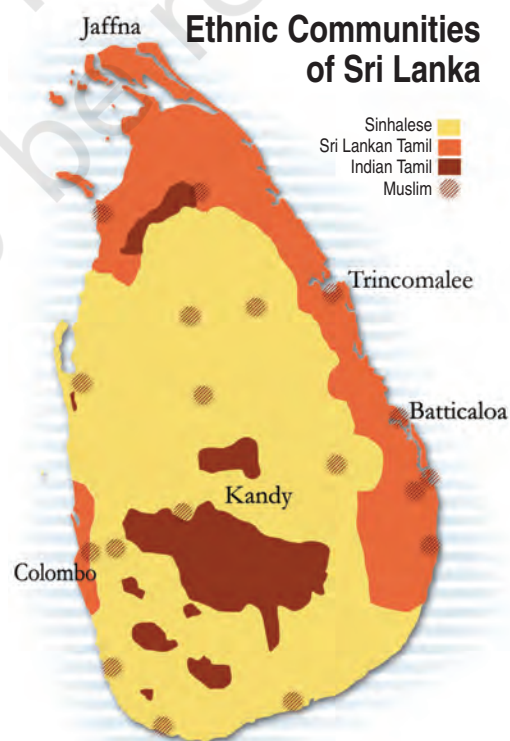 Jaffna
Ethnic Communities
of Sri Lanka
Sinhalese
Sri Lankan Tamil
Indian Tamil
Muslim
Trincomalee
Batticaloa
Kandy
Colombo